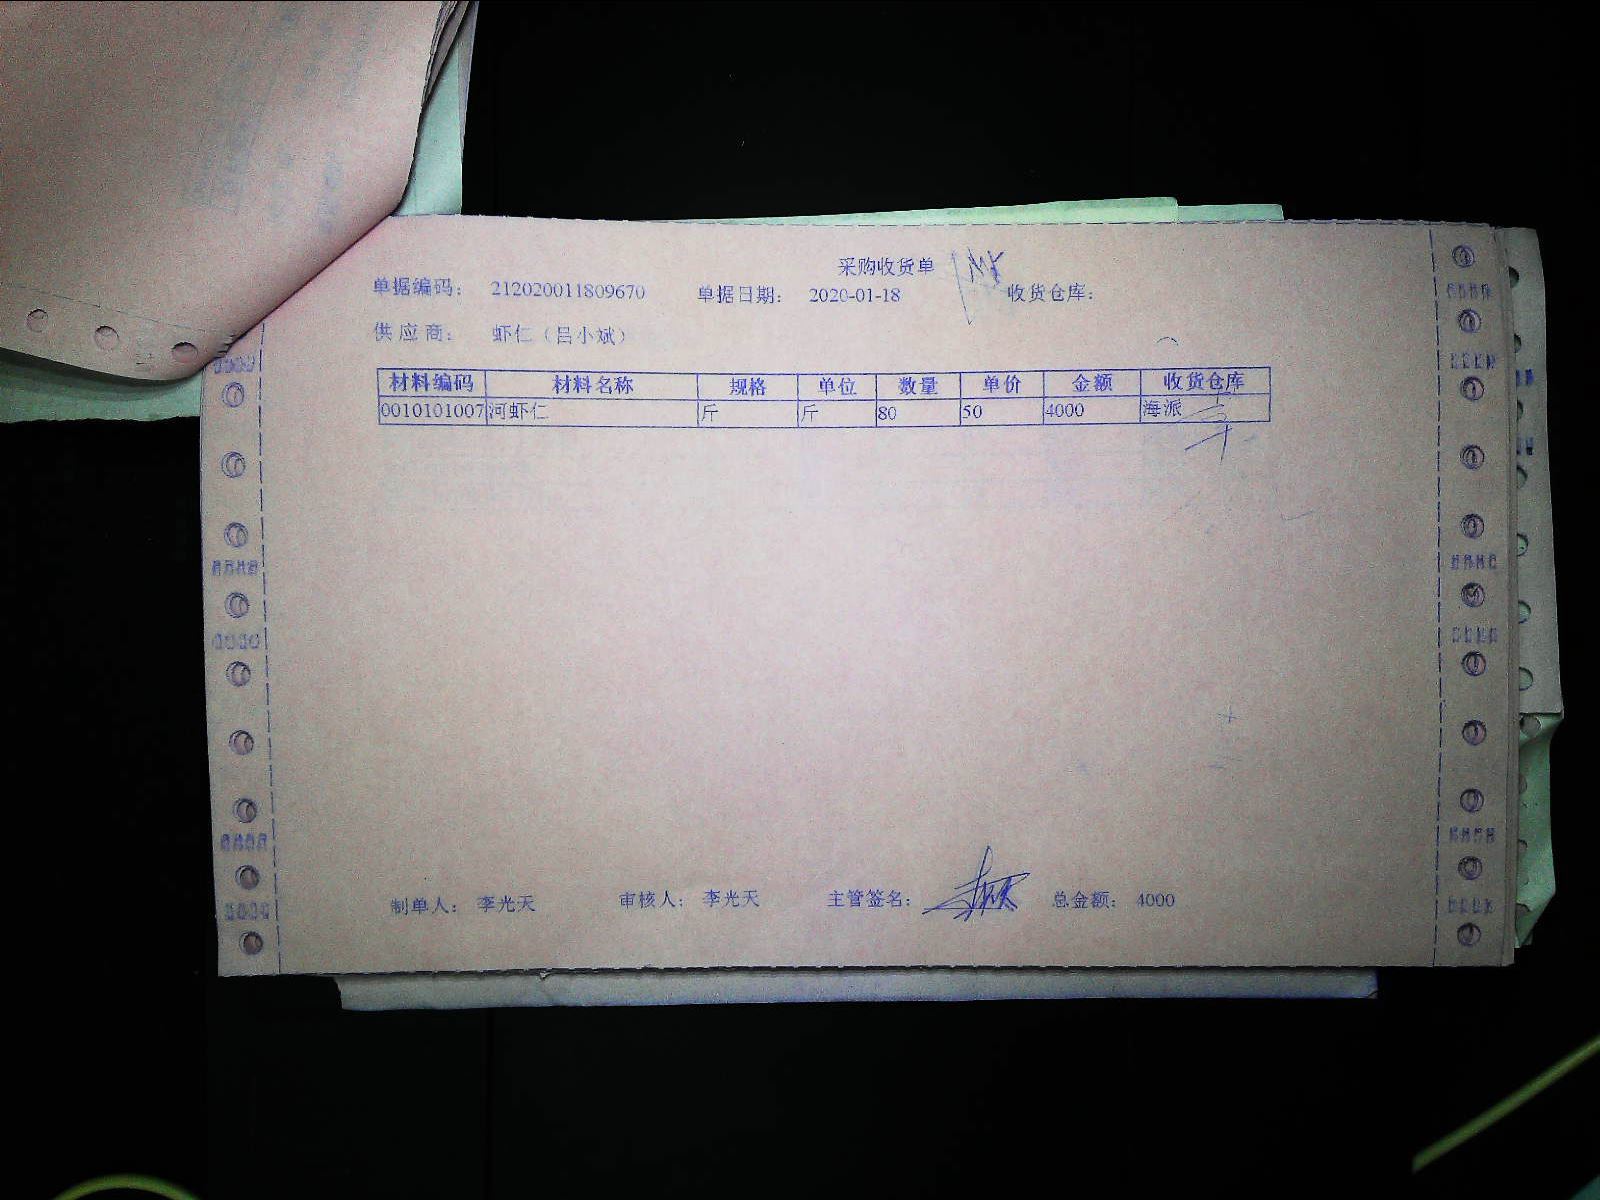 采购收货单
单据编码： 212020011809670 单据日期： 2020-01-18 收货仓库：
供应商： 虾仁（吕小斌）
材料编码 材料名称 规格 单位 数量 单价 金额 收货仓库
0010101007 河虾仁 斤 斤 80 50 4000 海派
制单人： 李光天 审核人： 李光天 主管签名： 总金额： 4000